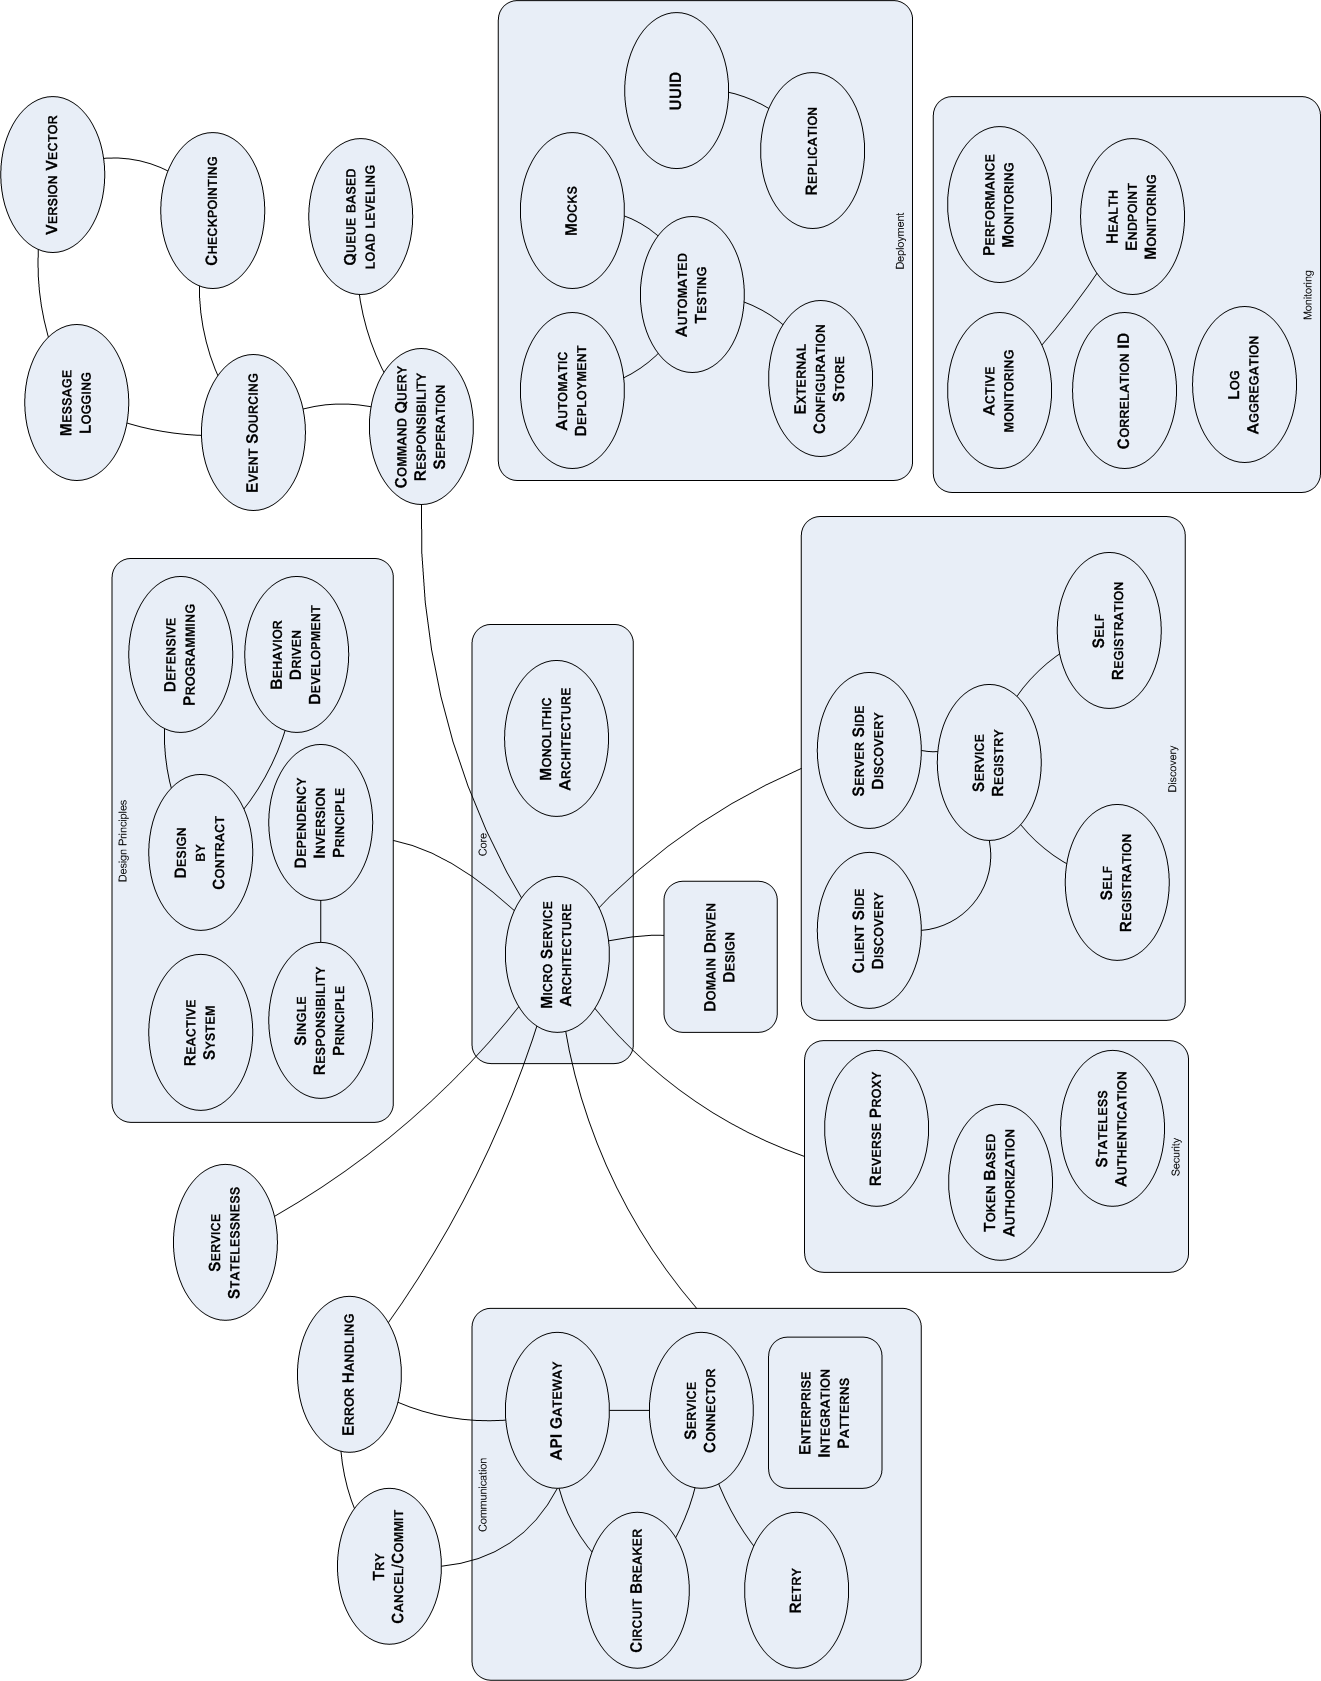 VERSION VECTOR
CHECKPOINTING
MESSAGE
LOGGING
EVENT SOURCING
QUEUE BASED
LOAD LEVELING
COMMAND QUERY
RESPONSIBILITY
SEPERATION
UUID
REPLICATION
MOCKS
AUTOMATED
TESTING
AUTOMATIC
DEPLOYMENT
EXTERNAL
CONFIGURATION
STORE
Deployment
PERFORMANCE
MONITORING
HEALTH
ENDPOINT
MONITORING
ACTIVE
MONITORING
CORRELATION ID
LOG
AGGREGATION
Monitoring
Design Principles
DEFENSIVE
PROGRAMMING
BEHAVIOR
DRIVEN
DEVELOPMENT
DESIGN
BY
CONTRACT
DEPENDENCY
INVERSION
PRINCIPLE
REACTIVE
SYSTEM
SINGLE
RESPONSIBILITY
PRINCIPLE
Core
MONOLITHIC
ARCHITECTURE
MICRO SERVICE
ARCHITECTURE
DOMAIN DRIVEN
DESIGN
SERVER SIDE
DISCOVERY
SERVICE
REGISTRY
SELF
REGISTRATION
CLIENT SIDE
DISCOVERY
SELF
REGISTRATION
Discovery
REVERSE PROXY
TOKEN BASED
AUTHORIZATION
STATELESS
AUTHENTICATION
Security
SERVICE
STATELESSNESS
ERROR HANDLING
TRY
CANCEL/COMMIT
Communication
API GATEWAY
SERVICE
CONNECTOR
ENTERPRISE
INTEGRATION
PATTERNS
CIRCUIT BREAKER
RETRY